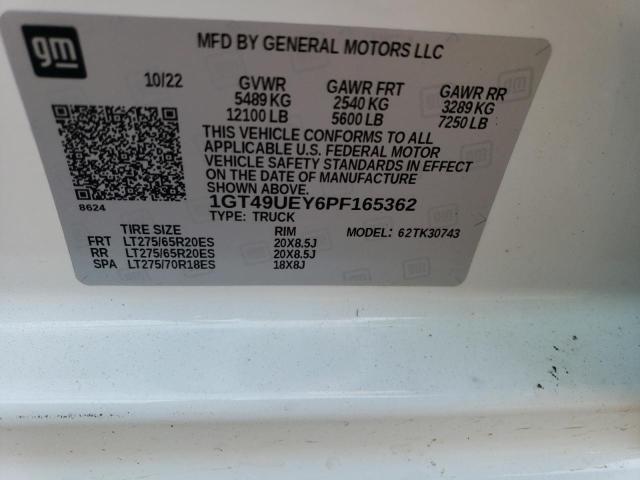 gm
MFD BY GENERAL MOTORS LLC
10/22 GVWR GAWR FRT GAWR RR
5489 KG 2540 KG 3289 KG
12100 LB 5600 LB 7250 LB
THIS VEHICLE CONFORMS TO ALL
APPLICABLE U.S. FEDERAL MOTOR
VEHICLE SAFETY STANDARDS IN EFFECT
ON THE DATE OF MANUFACTURE
SHOWN ABOVE.
8624 1GT49UEY6PF165362
TYPE: TRUCK
TIRE SIZE RIM MODEL: 62TK30743
FRT LT275/65R20ES 20X8.5J
RR LT275/65R20ES 20X8.5J
SPA LT275/70R18ES 18X8J